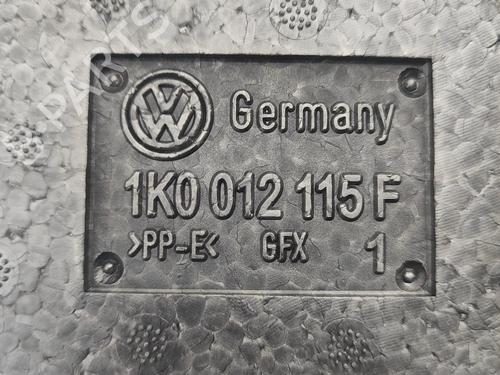 Germany
1K0 012 115 F
>PP-E< GFX 1